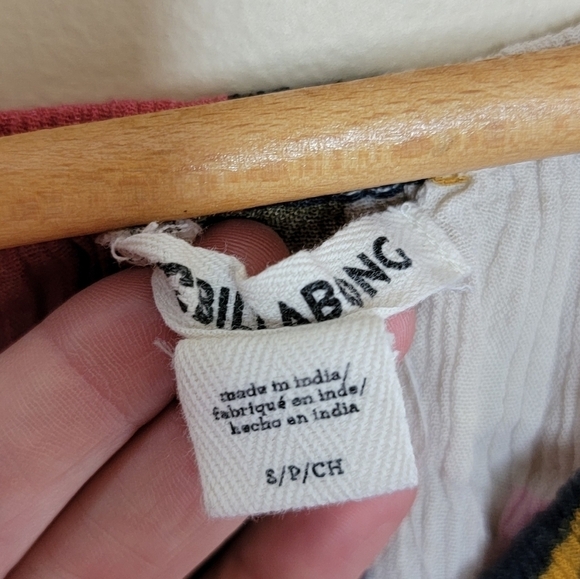 BILLABONG
made in india/
fabriqué en inde/
hecho en india
S/P/CH